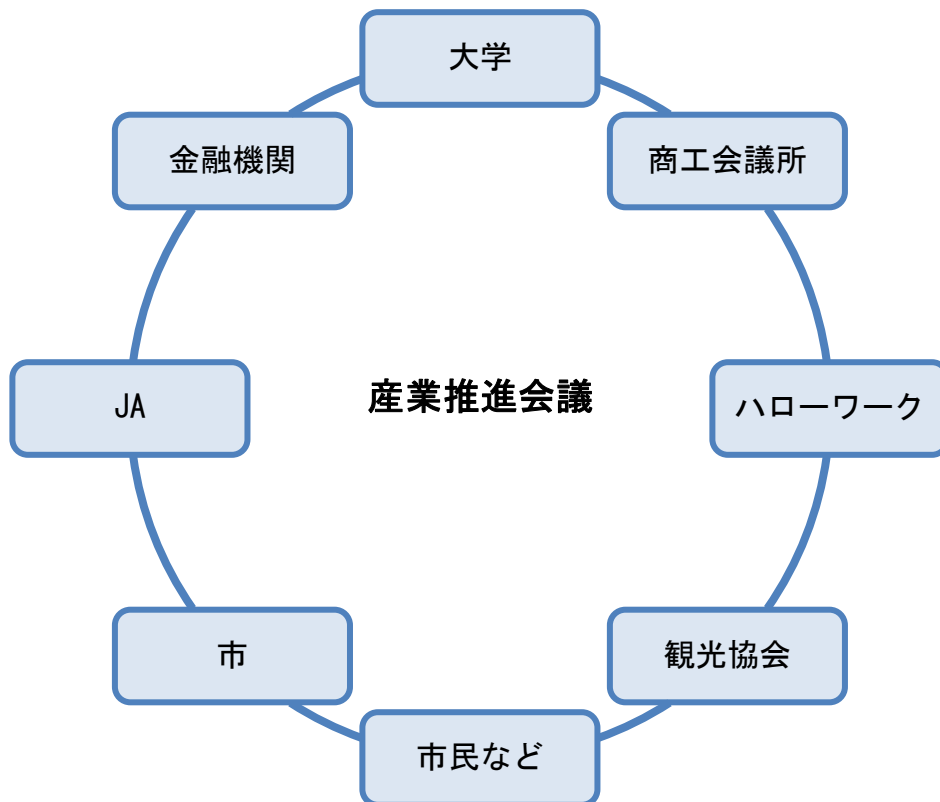 大学
金融機関
商工会議所
産業推進会議
JA
ハローワーク
市
観光協会
市民など